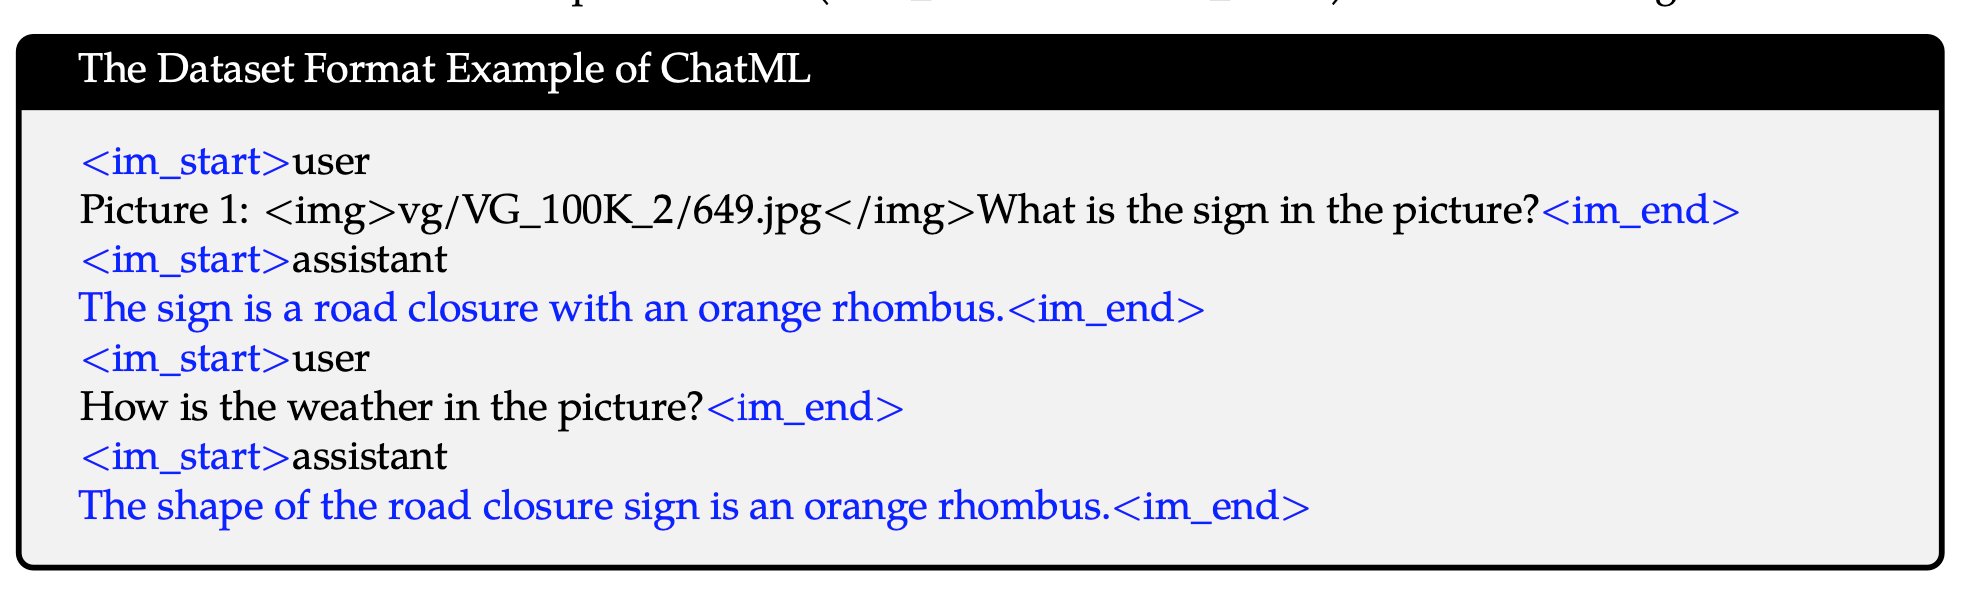 The Dataset Format Example of ChatML
<im_start>user
Picture 1: <img>vg/VG_100K_2/649.jpg</img>What is the sign in the picture?<im_end>
<im_start>assistant
The sign is a road closure with an orange rhombus.<im_end>
<im_start>user
How is the weather in the picture?<im_end>
<im_start>assistant
The shape of the road closure sign is an orange rhombus.<im_end>